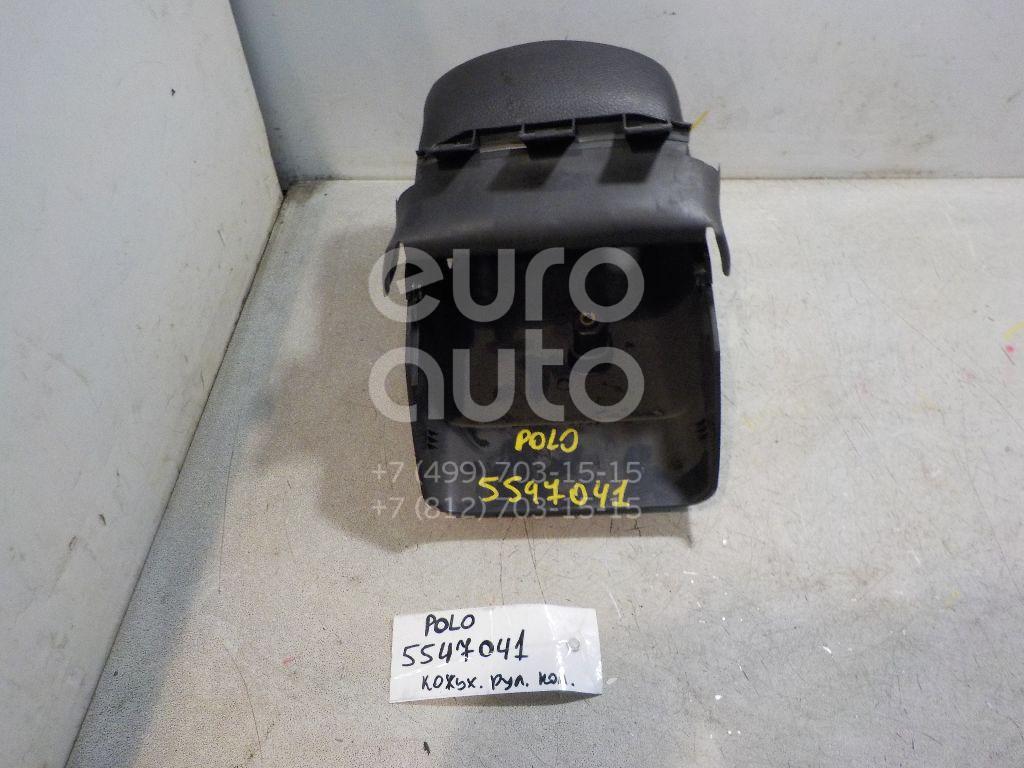 euro
auto
POLO
+7 (499) 703-15-15
5547041
+7 (812) 703-15-15
POLO
5547041
кожух. рул. кол.